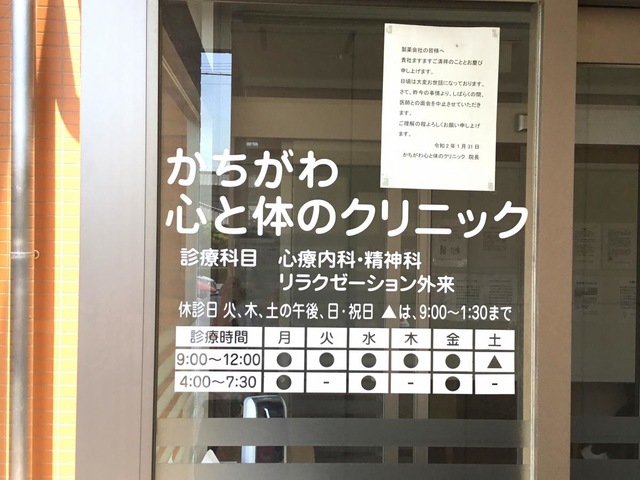 製薬会社の皆様へ
貴社ますますご清祥のこととお慶び
申し上げます。
日頃は大変お世話になっております。
さて、昨今の事情より、しばらくの間、
医師との面会を中止させていただき
ます。
ご理解の程よろしくお願い申し上げ
ます。
令和2年1月31日
かちがわ心と体のクリニック 院長
かちがわ
心と体のクリニック
診療科目 心療内科・精神科
リラクゼーション外来
休診日 火、木、土の午後、日・祝日 ▲は、9:00~1:30まで
診療時間 月 火 水 木 金 土
9:00~12:00 ● ● ● ● ● ▲
4:00~7:30 ● - ● - ● -